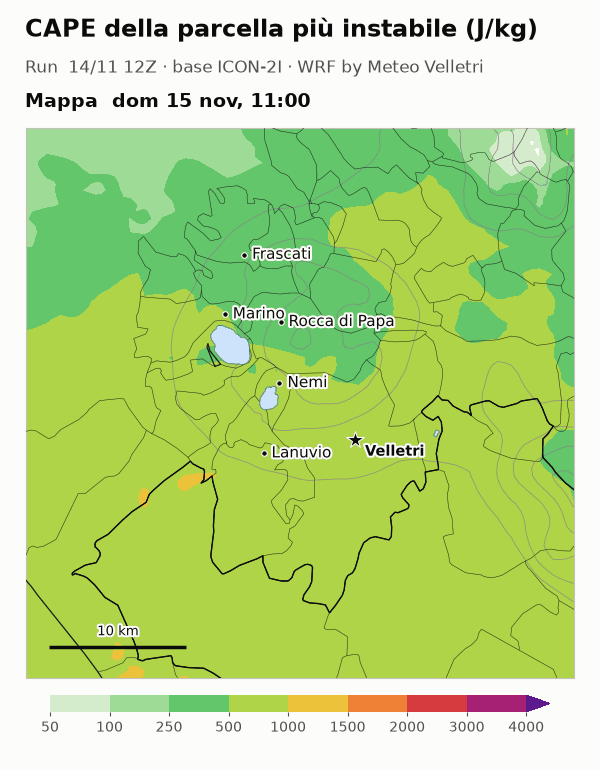 CAPE della parcella più instabile (J/kg)
Run  14/11 12Z · base ICON-2I · WRF by Meteo Velletri
Mappa  dom 15 nov, 11:00
Frascati
Marino
Rocca di Papa
Nemi
Velletri
Lanuvio
10 km
50 100 250 500 1000 1500 2000 3000 4000